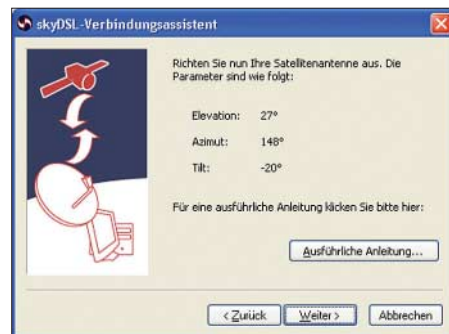 skyDSL-Verbindungsassistent
Richten Sie nun Ihre Satellitenantenne aus. Die
Parameter sind wie folgt:
Elevation: 27°
Azimut: 148°
Tilt: -20°
Für eine ausführliche Anleitung klicken Sie bitte hier:
Ausführliche Anleitung...
< Zurück Weiter > Abbrechen